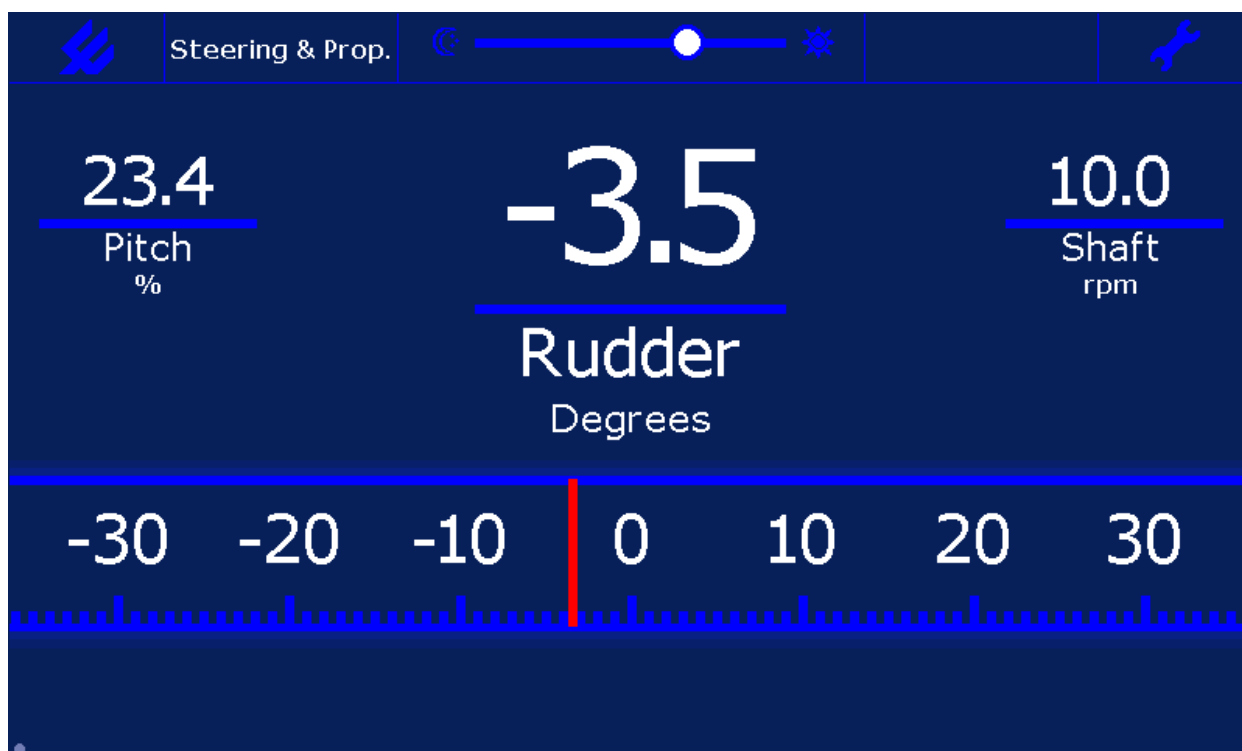 Steering & Prop.
23.4
Pitch
%
-3.5
Rudder
Degrees
10.0
Shaft
rpm
-30 -20 -10 0 10 20 30